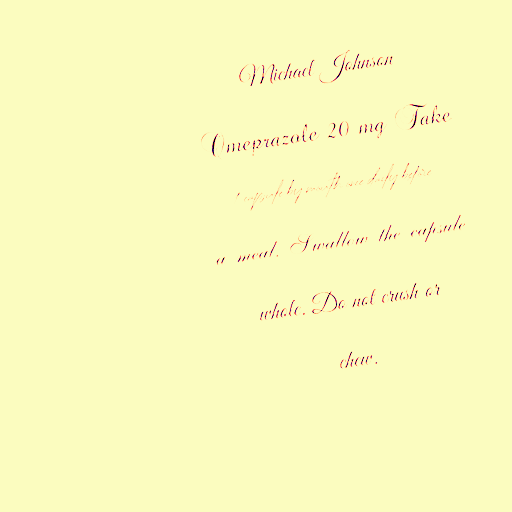 Michael Johnson
Omeprazole 20 mg Take
capsule by mouth once daily before
a meal. Swallow the capsule
whole. Do not crush or
chew.